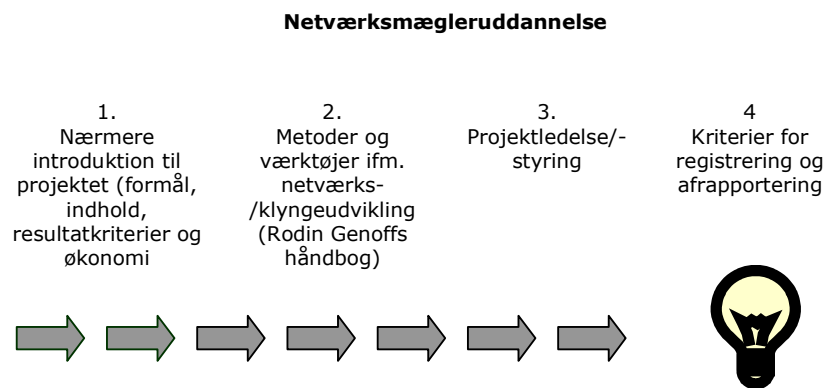 Netværksmægleruddannelse
1.
Nærmere
introduktion til
projektet (formål,
indhold,
resultatkriterier og
økonomi
2.
Metoder og
værktøjer ifm.
netværks-
/klyngeudvikling
(Rodin Genoffs
håndbog)
3.
Projektledelse/-
styring
4
Kriterier for
registrering og
afrapportering